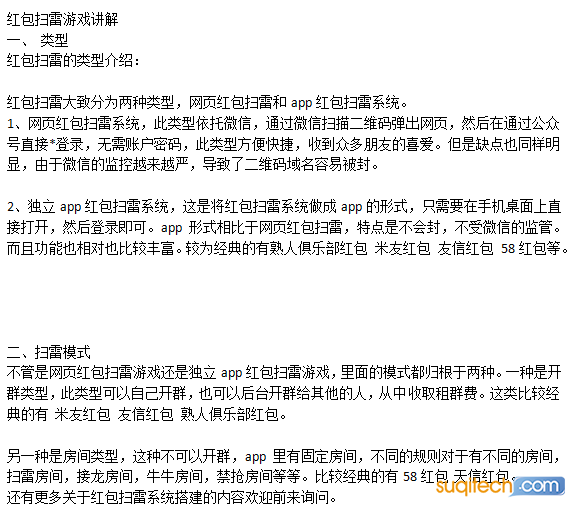 红包扫雷游戏讲解
一、 类型
红包扫雷的类型介绍：
红包扫雷大致分为两种类型，网页红包扫雷和 app 红包扫雷系统。
1、网页红包扫雷系统，此类型依托微信，通过微信扫描二维码弹出网页，然后在通过公众
号直接*登录，无需账户密码，此类型方便快捷，收到众多朋友的喜爱。但是缺点也同样明
显，由于微信的监控越来越严，导致了二维码域名容易被封。
2、独立 app 红包扫雷系统，这是将红包扫雷系统做成 app 的形式，只需要在手机桌面上直
接打开，然后登录即可。app 形式相比于网页红包扫雷，特点是不会封，不受微信的监管。
而且功能也相对也比较丰富。较为经典的有熟人俱乐部红包 米友红包 友信红包 58 红包等。
二、扫雷模式
不管是网页红包扫雷游戏还是独立 app 红包扫雷游戏，里面的模式都归根于两种。一种是开
群类型，此类型可以自己开群，也可以后台开群给其他的人，从中收取租群费。这类比较经
典的有 米友红包 友信红包 熟人俱乐部红包。
另一种是房间类型，这种不可以开群，app 里有固定房间，不同的规则对于有不同的房间，
扫雷房间，接龙房间，牛牛房间，禁抢房间等等。比较经典的有 58 红包 天信红包。
还有更多关于红包扫雷系统搭建的内容欢迎前来询问。
suqitech.com